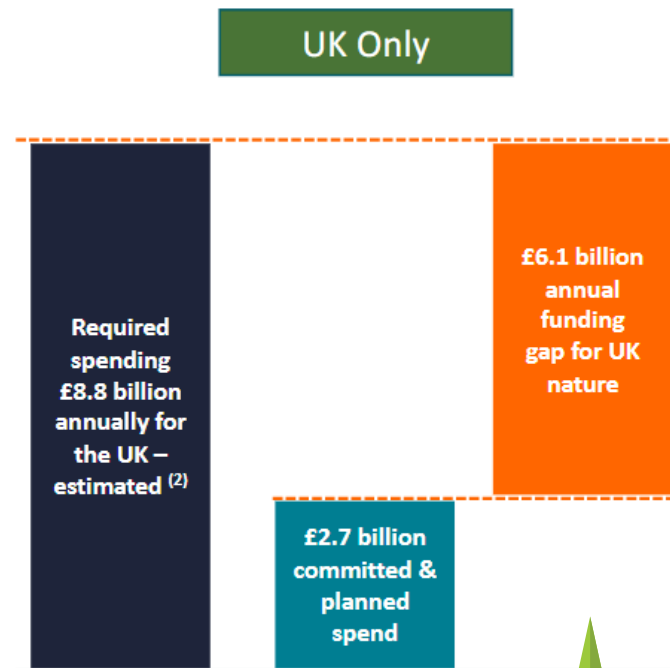 UK Only
Required
spending
£8.8 billion
annually for
the UK –
estimated (2)
£2.7 billion
committed &
planned
spend
£6.1 billion
annual
funding
gap for UK
nature